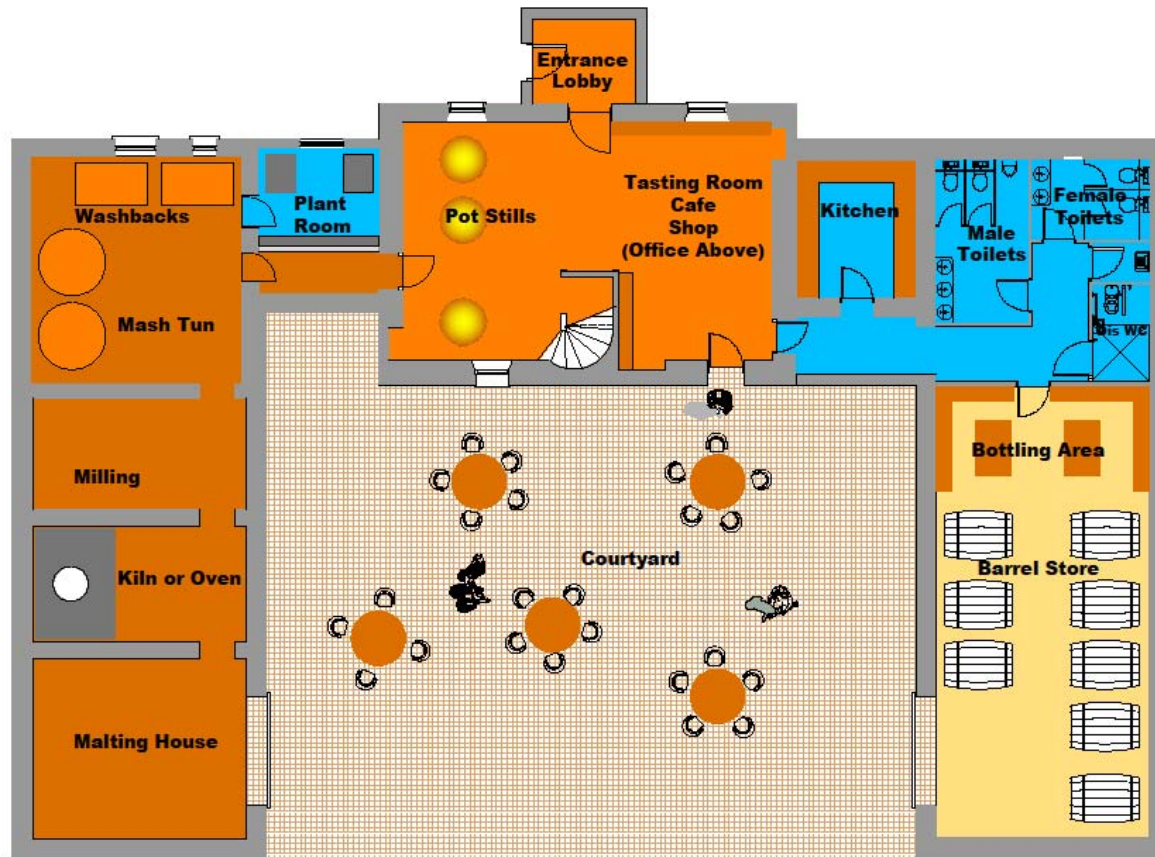 Entrance
Lobby
Washbacks
Plant
Room
Pot Stills
Tasting Room
Cafe
Shop
(Office Above)
Kitchen
Female
Toilets
Male
Toilets
Mash Tun
Dis WC
Milling
Bottling Area
Courtyard
Kiln or Oven
Barrel Store
Malting House